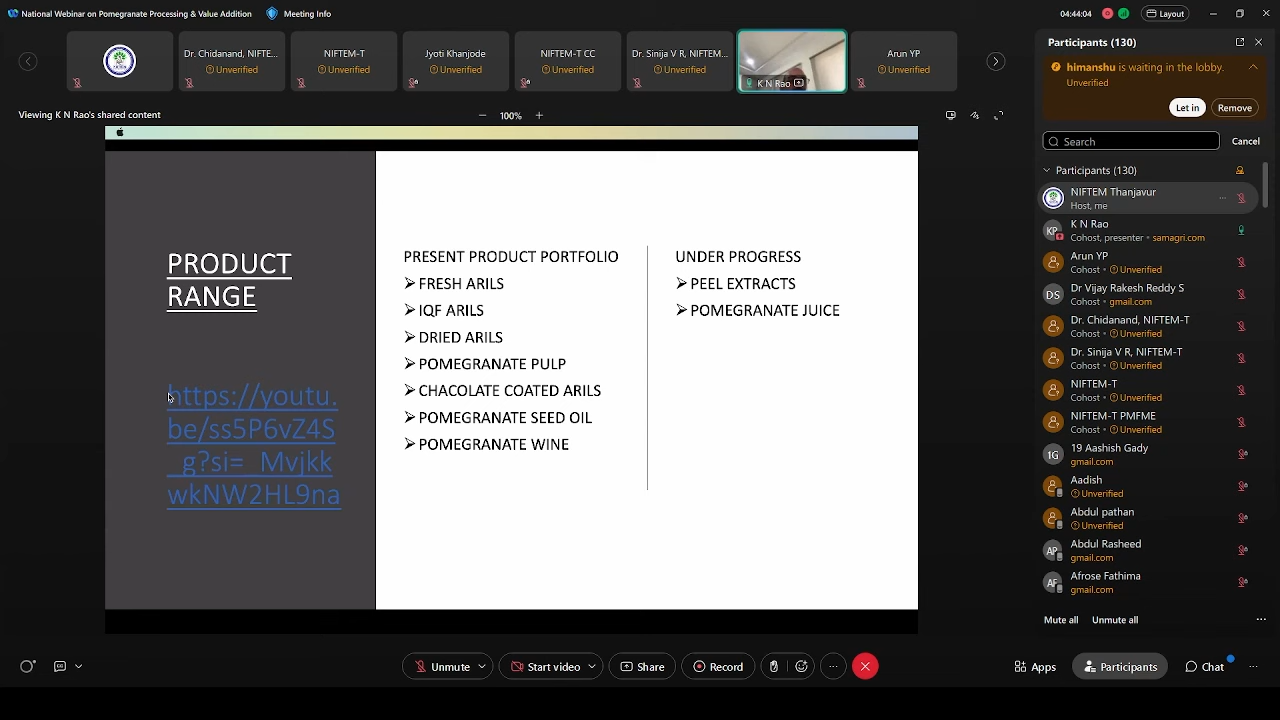 National Webinar on Pomegranate Processing & Value Addition
Meeting Info
04:44:04
Layout
Dr. Chidanand, NIFTE...
Unverified
NIFTEM-T
Unverified
Jyoti Khanjode
Unverified
NIFTEM-T CC
Unverified
Dr. Sinija V R, NIFTEM...
Unverified
K N Rao
Arun YP
Unverified
Viewing K N Rao's shared content
100%
PRODUCT
RANGE
https://youtu.
be/ss5P6vZ4S
_g?si=_Mvjkk
wkNW2HL9na
PRESENT PRODUCT PORTFOLIO
FRESH ARILS
IQF ARILS
DRIED ARILS
POMEGRANATE PULP
CHACOLATE COATED ARILS
POMEGRANATE SEED OIL
POMEGRANATE WINE
UNDER PROGRESS
PEEL EXTRACTS
POMEGRANATE JUICE
Participants (130)
himanshu is waiting in the lobby.
Unverified
Let in
Remove
Search
Cancel
Participants (130)
NIFTEM Thanjavur
Host, me
KP
K N Rao
Cohost, presenter • samagri.com
Arun YP
Cohost • Unverified
DS
Dr Vijay Rakesh Reddy S
Cohost • gmail.com
Dr. Chidanand, NIFTEM-T
Cohost • Unverified
Dr. Sinija V R, NIFTEM-T
Cohost • Unverified
NIFTEM-T
Cohost • Unverified
NIFTEM-T PMFME
Cohost • Unverified
1G
19 Aashish Gady
gmail.com
Aadish
Unverified
Abdul pathan
Unverified
AP
Abdul Rasheed
gmail.com
AF
Afrose Fathima
gmail.com
Mute all
Unmute all
Unmute
Start video
Share
Record
Apps
Participants
Chat